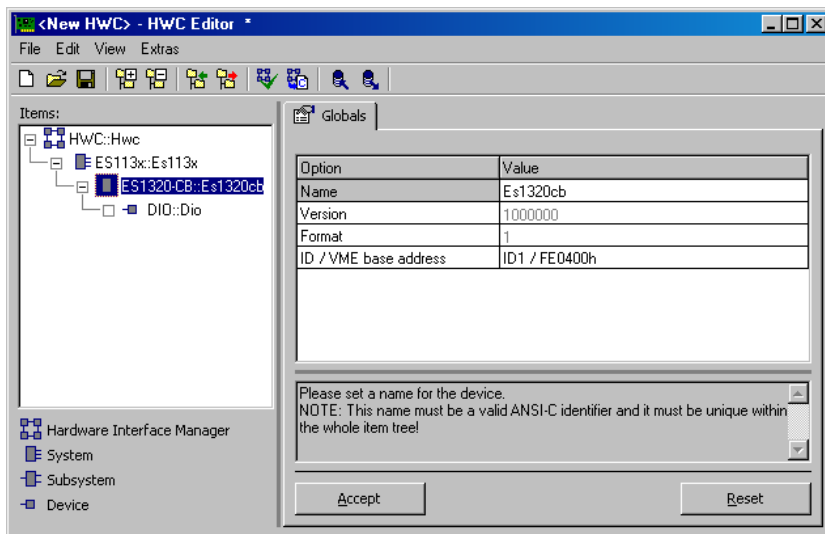 <New HWC> - HWC Editor *
File Edit View Extras
Items:
HWC::Hwc
ES113x::Es113x
ES1320-CB::Es1320cb
DIO::Dio
Hardware Interface Manager
System
Subsystem
Device
Globals
Option Value
Name Es1320cb
Version 1000000
Format 1
ID / VME base address ID1 / FE0400h
Please set a name for the device.
NOTE: This name must be a valid ANSI-C identifier and it must be unique within
the whole item tree!
Accept Reset